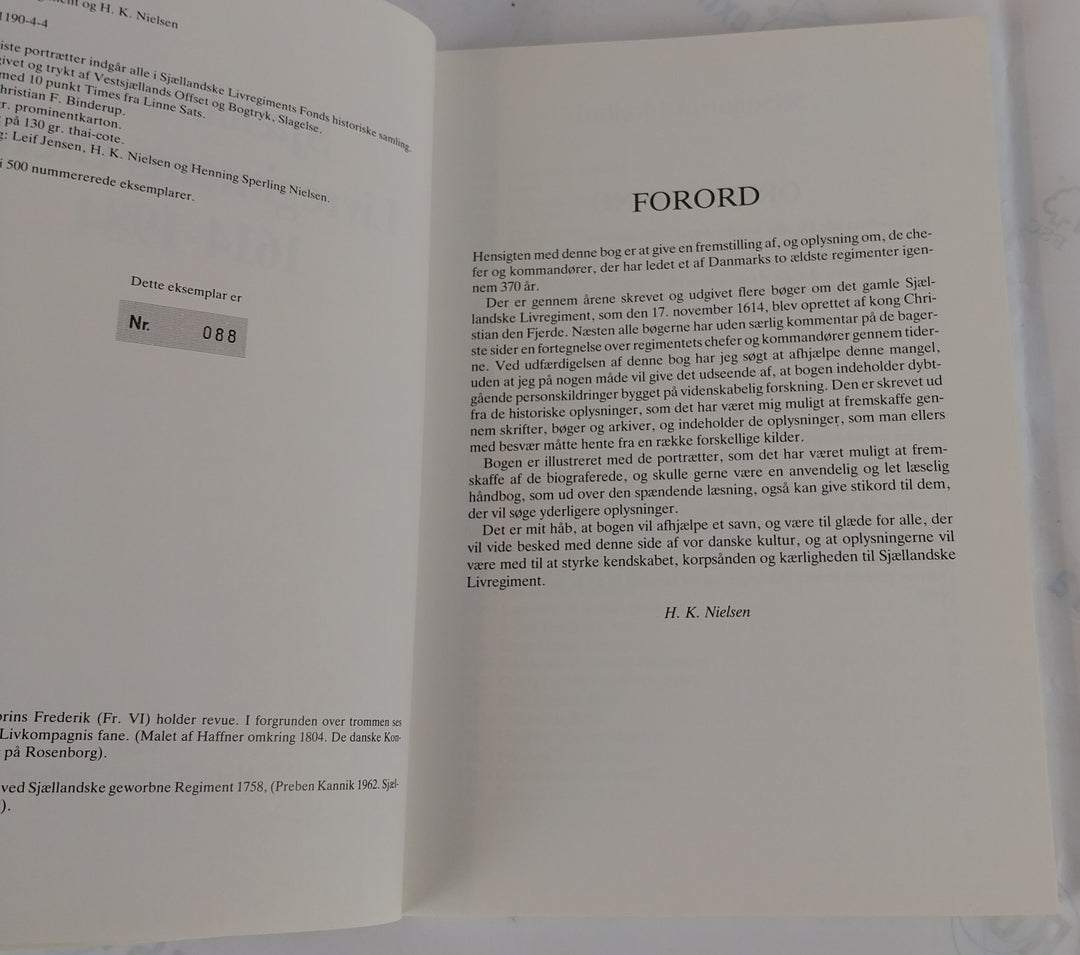 og H. K. Nielsen
1190-4-4
portrætter indgår alle i Sjællandske Livregiments Fonds historiske samling.
og trykt af Vestsjællands Offset og Bogtryk, Slagelse.
med 10 punkt Times fra Linne Sats.
Christian F. Binderup.
gr. prominentkarton.
på 130 gr. thai-cote.
Leif Jensen, H. K. Nielsen og Henning Sperling Nielsen.
i 500 nummererede eksemplarer.
Dette eksemplar er
Nr. 088
prins Frederik (Fr. VI) holder revue. I forgrunden over trommen ses
Livkompagnis fane. (Malet af Haffner omkring 1804. De danske Kon-
på Rosenborg).
ved Sjællandske geworbne Regiment 1758, (Preben Kannik 1962. Sjæl-
).
FORORD
Hensigten med denne bog er at give en fremstilling af, og oplysning om, de che-
fer og kommandører, der har ledet et af Danmarks to ældste regimenter igen-
nem 370 år.
Der er gennem årene skrevet og udgivet flere bøger om det gamle Sjæl-
landske Livregiment, som den 17. november 1614, blev oprettet af kong Chri-
stian den Fjerde. Næsten alle bøgerne har uden særlig kommentar på de bager-
ste sider en fortegnelse over regimentets chefer og kommandører gennem tider-
ne. Ved udfærdigelsen af denne bog har jeg søgt at afhjælpe denne mangel,
uden at jeg på nogen måde vil give det udseende af, at bogen indeholder dybt-
gående personskildringer bygget på videnskabelig forskning. Den er skrevet ud
fra de historiske oplysninger, som det har været mig muligt at fremskaffe gen-
nem skrifter, bøger og arkiver, og indeholder de oplysninger, som man ellers
med besvær måtte hente fra en række forskellige kilder.
Bogen er illustreret med de portrætter, som det har været muligt at frem-
skaffe af de biograferede, og skulle gerne være en anvendelig og let læselig
håndbog, som ud over den spændende læsning, også kan give stikord til dem,
der vil søge yderligere oplysninger.
Det er mit håb, at bogen vil afhjælpe et savn, og være til glæde for alle, der
vil vide besked med denne side af vor danske kultur, og at oplysningerne vil
være med til at styrke kendskabet, korpsånden og kærligheden til Sjællandske
Livregiment.
H. K. Nielsen